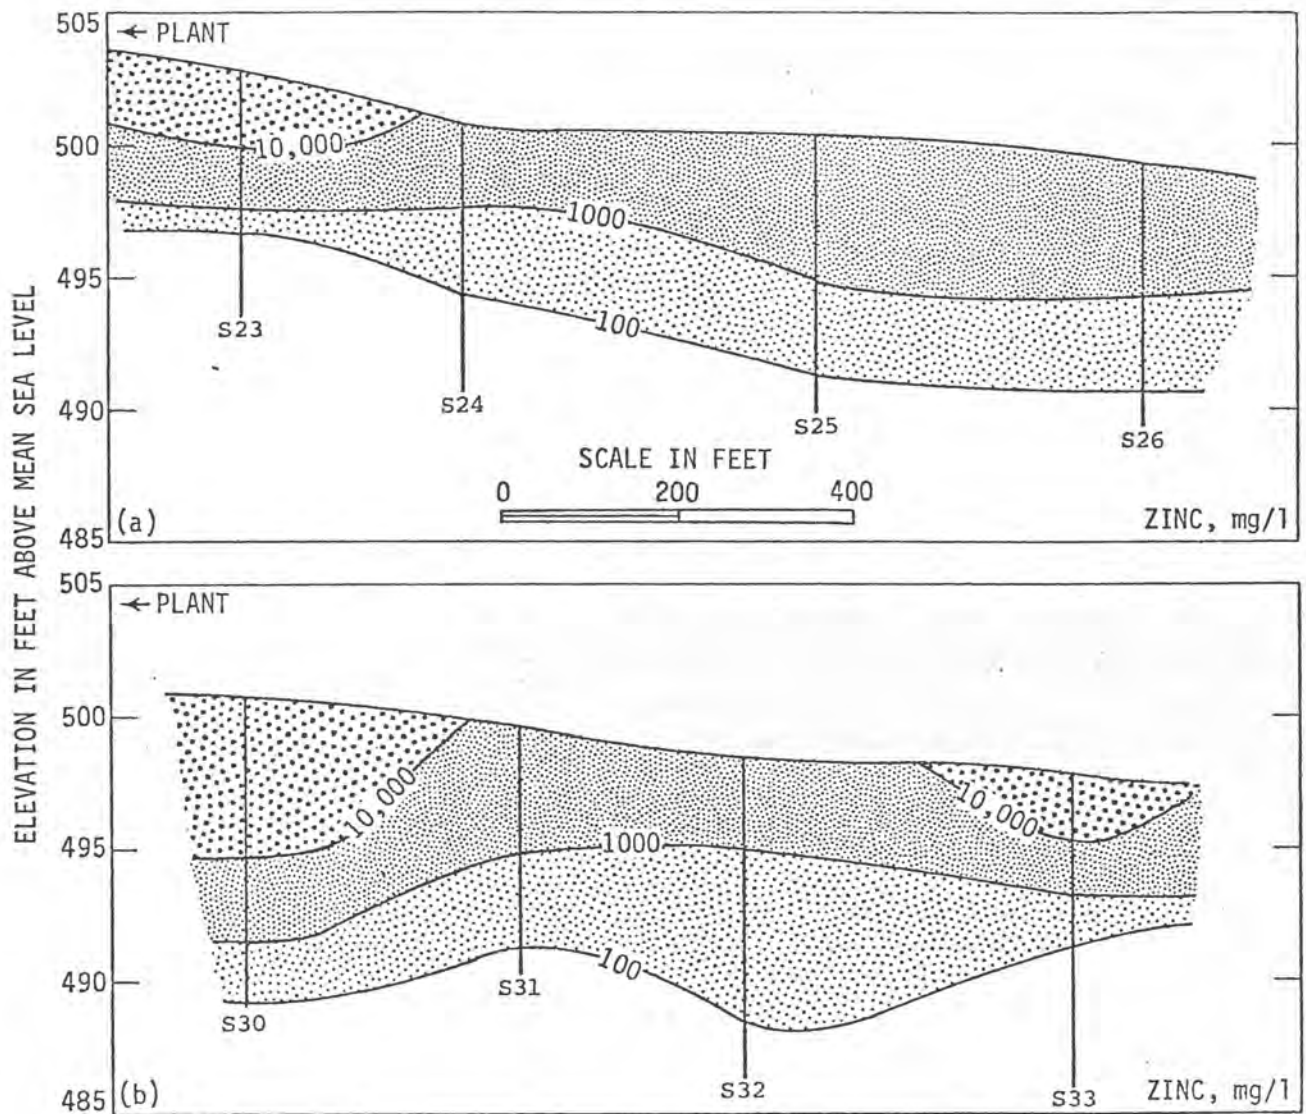 ELEVATION IN FEET ABOVE MEAN SEA LEVEL
505
← PLANT
500
10,000
1000
495
S23
100
490
S24
S25
S26
SCALE IN FEET
0 200 400
485
(a)
ZINC, mg/l
505
← PLANT
500
10,000
10,000
495
1000
490
100
S31
S30
S32
S33
485
(b)
ZINC, mg/l